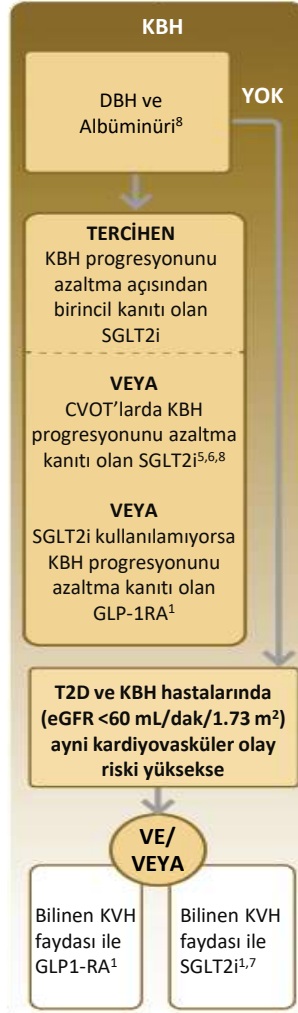 KBH
DBH ve
Albüminüri⁸
YOK
TERCİHEN
KBH progresyonunu
azaltma açısından
birincil kanıtı olan
SGLT2i
VEYA
CVOT’larda KBH
progresyonunu azaltma
kanıtı olan SGLT2i⁵,⁶,⁸
VEYA
SGLT2i kullanılamıyorsa
KBH progresyonunu
azaltma kanıtı olan
GLP-1RA¹
T2D ve KBH hastalarında
(eGFR <60 mL/dak/1.73 m²)
ayni kardiyovasküler olay
riski yüksekse
VE/
VEYA
Bilinen KVH
faydası ile
GLP1-RA¹
Bilinen KVH
faydası ile
SGLT2i¹,⁷